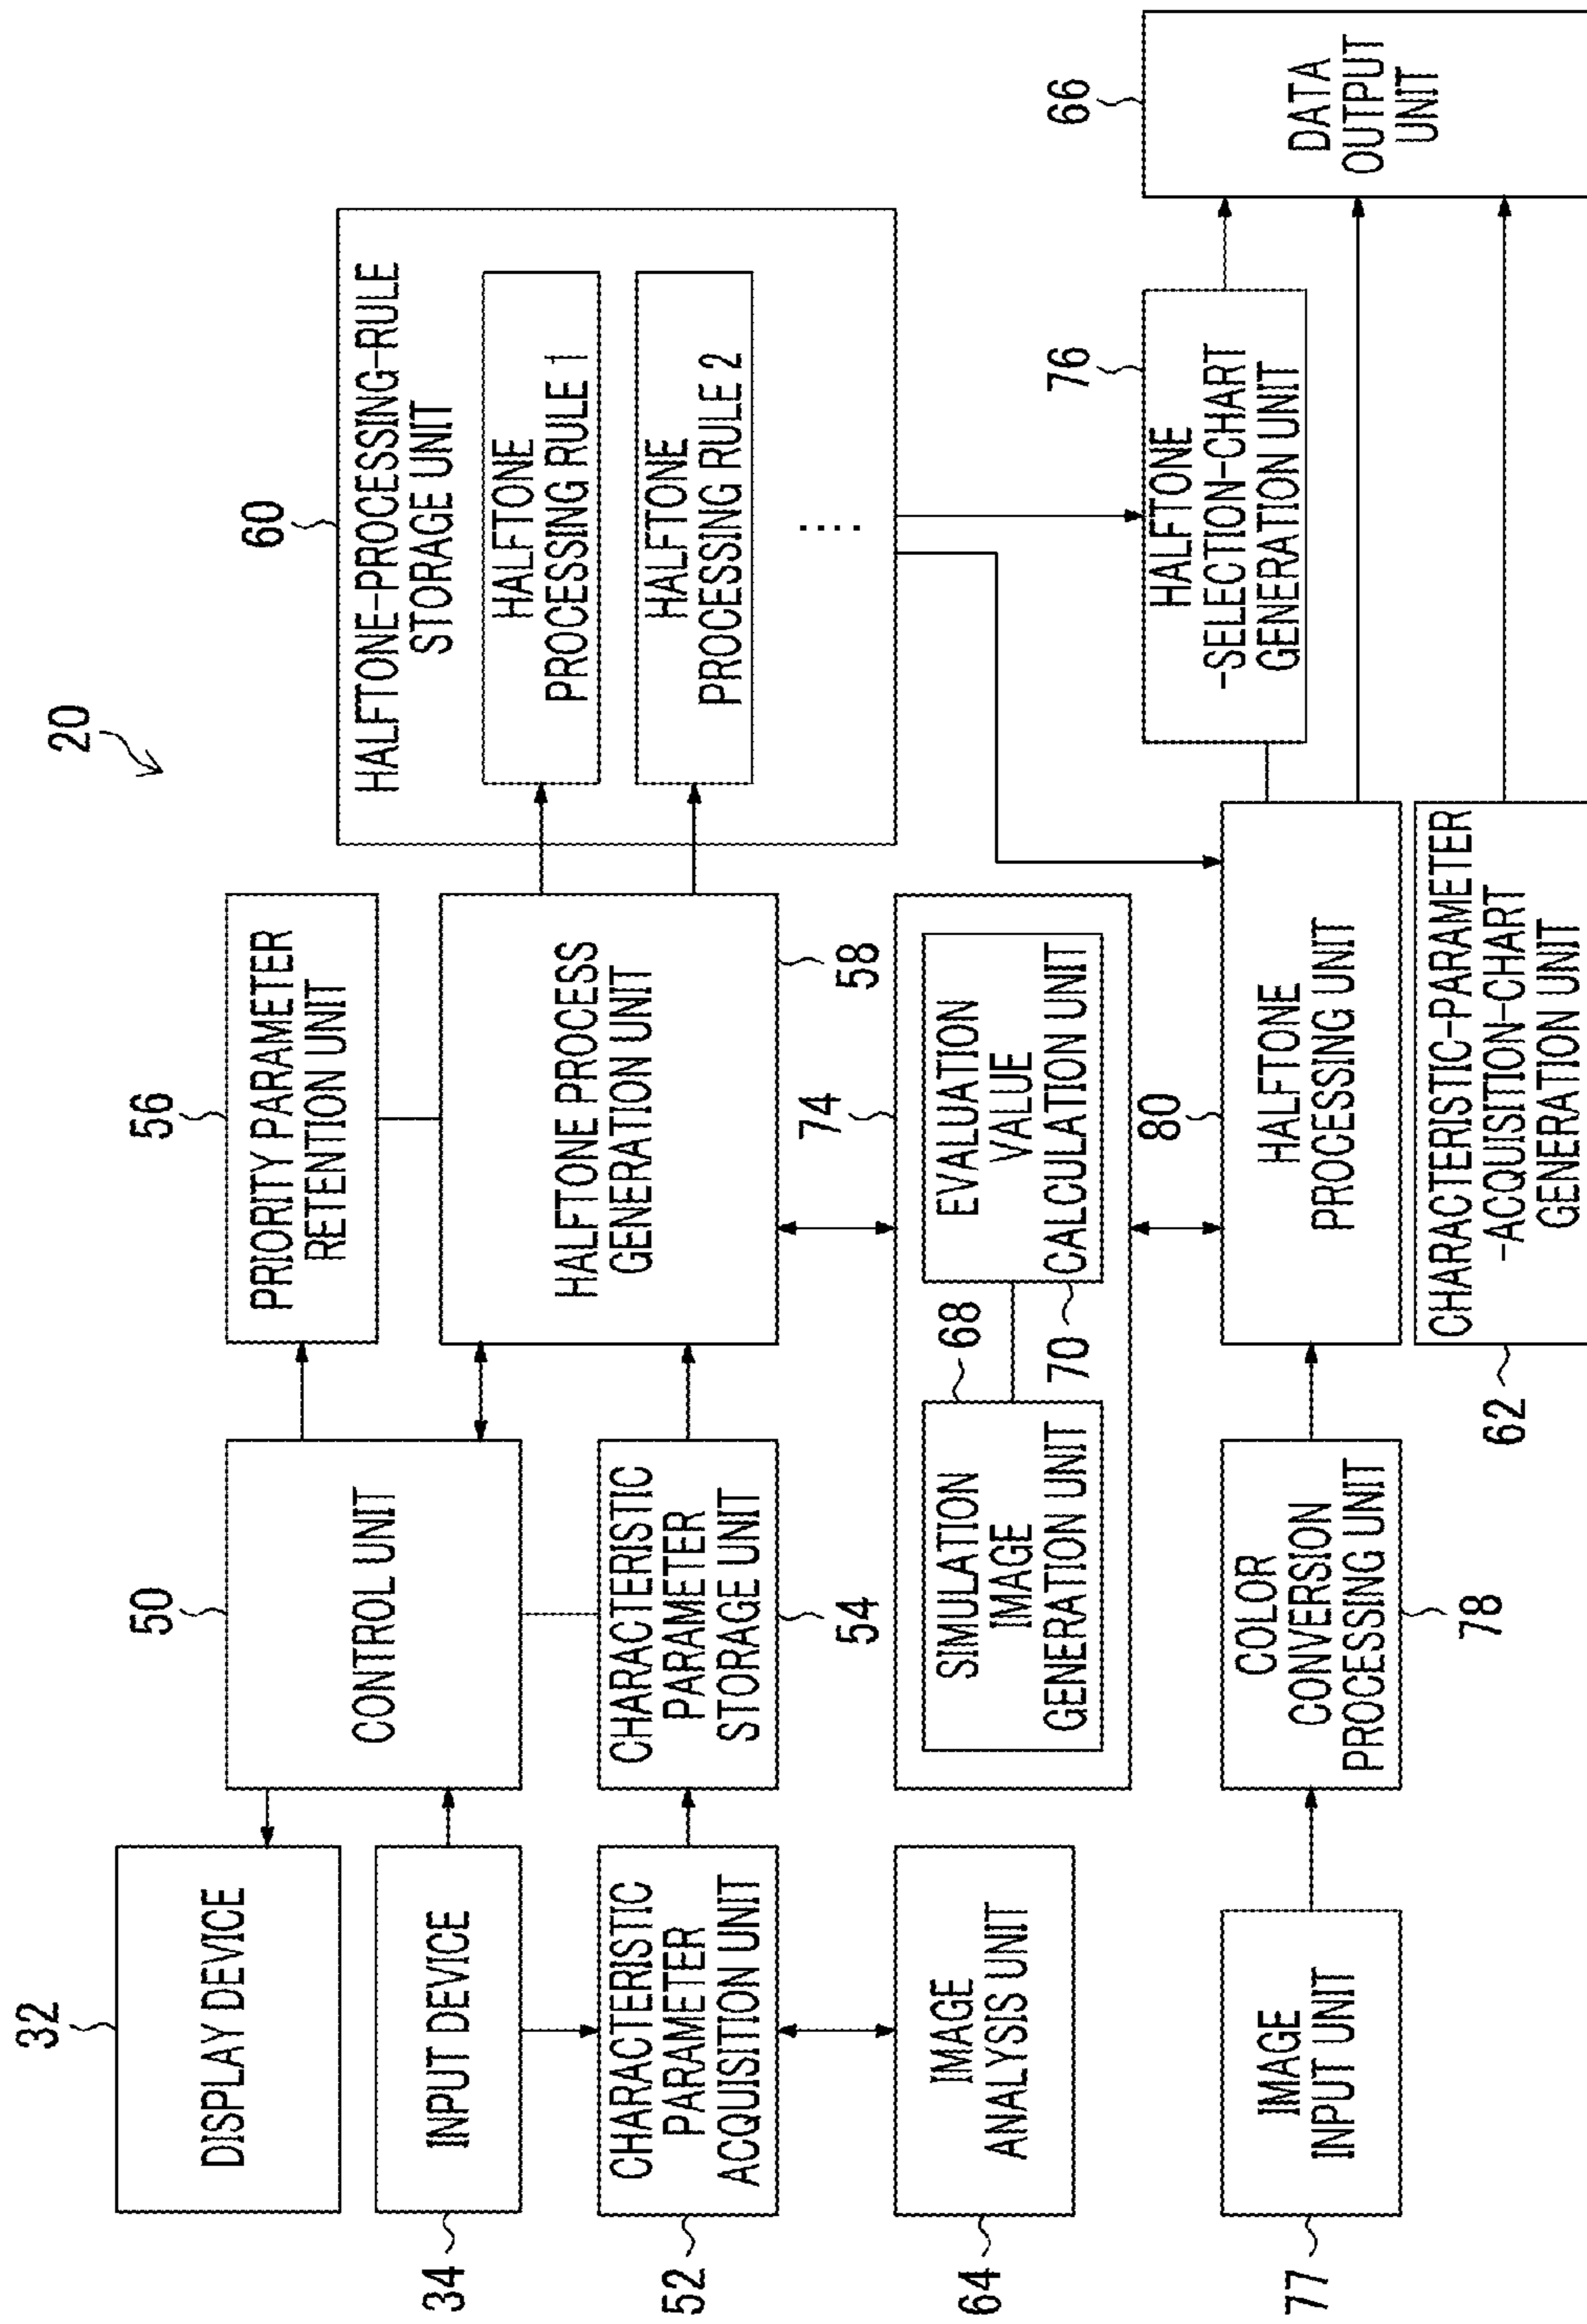 20
32
DISPLAY DEVICE
34
INPUT DEVICE
50
CONTROL UNIT
56
PRIORITY PARAMETER
RETENTION UNIT
60
HALFTONE-PROCESSING-RULE
STORAGE UNIT
HALFTONE
PROCESSING RULE 1
HALFTONE
PROCESSING RULE 2
....
52
CHARACTERISTIC
PARAMETER
ACQUISITION UNIT
CHARACTERISTIC
PARAMETER
STORAGE UNIT
54
HALFTONE PROCESS
GENERATION UNIT
58
64
IMAGE
ANALYSIS UNIT
74
SIMULATION
IMAGE
GENERATION UNIT
68
EVALUATION
VALUE
CALCULATION UNIT
70
76
HALFTONE
-SELECTION-CHART
GENERATION UNIT
66
DATA
OUTPUT
UNIT
77
IMAGE
INPUT UNIT
COLOR
CONVERSION
PROCESSING UNIT
78
80
HALFTONE
PROCESSING UNIT
62
CHARACTERISTIC-PARAMETER
-ACQUISITION-CHART
GENERATION UNIT